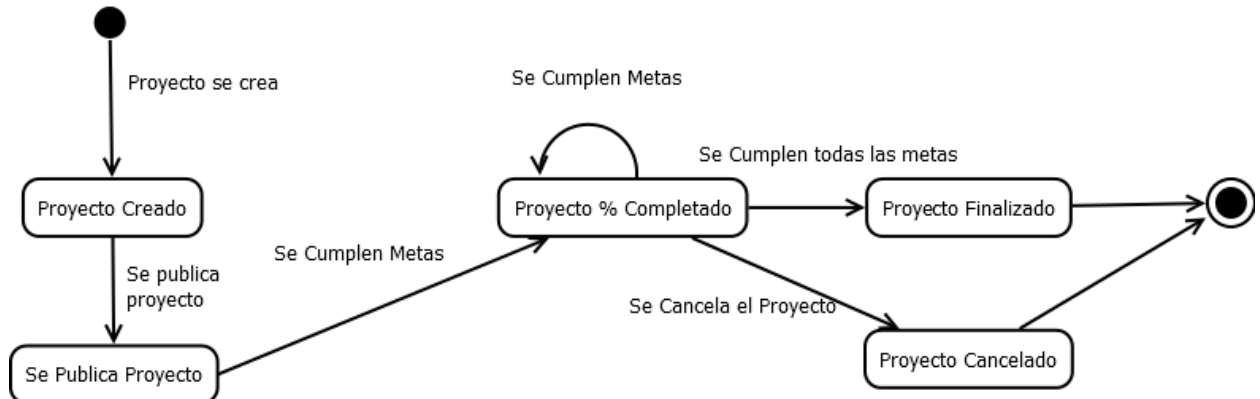 Proyecto se crea
Se Cumplen Metas
Se Cumplen todas las metas
Proyecto Creado
Proyecto % Completado
Proyecto Finalizado
Se Cumplen Metas
Se publica
proyecto
Se Cancela el Proyecto
Se Publica Proyecto
Proyecto Cancelado